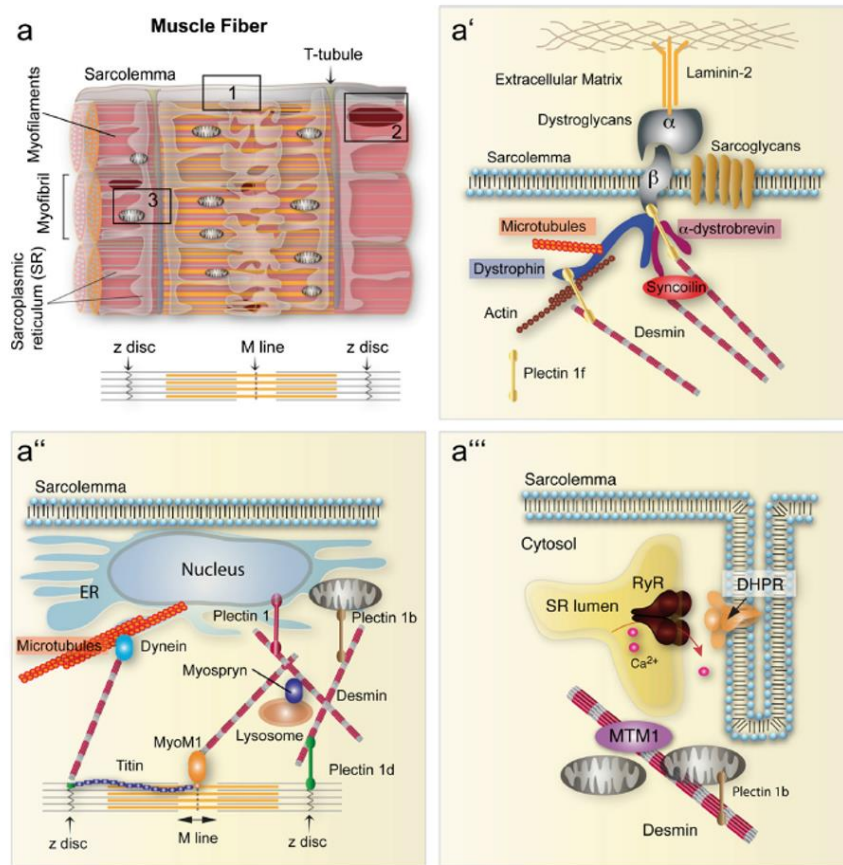 a
Muscle Fiber
T-tubule
Sarcolemma
1
2
3
Myofilaments
Myofibril
Sarcoplasmic
reticulum (SR)
z disc
M line
z disc
a‘
Laminin-2
Extracellular Matrix
Dystroglycans
α
Sarcoglycans
Sarcolemma
β
Microtubules
α-dystrobrevin
Dystrophin
Syncoilin
Actin
Desmin
Plectin 1f
a‘‘
Sarcolemma
Nucleus
ER
Plectin 1
Plectin 1b
Microtubules
Dynein
Myospryn
Desmin
Lysosome
MyoM1
Titin
Plectin 1d
z disc
M line
z disc
a‘‘‘
Sarcolemma
Cytosol
RyR
DHPR
SR lumen
Ca2+
MTM1
Plectin 1b
Desmin